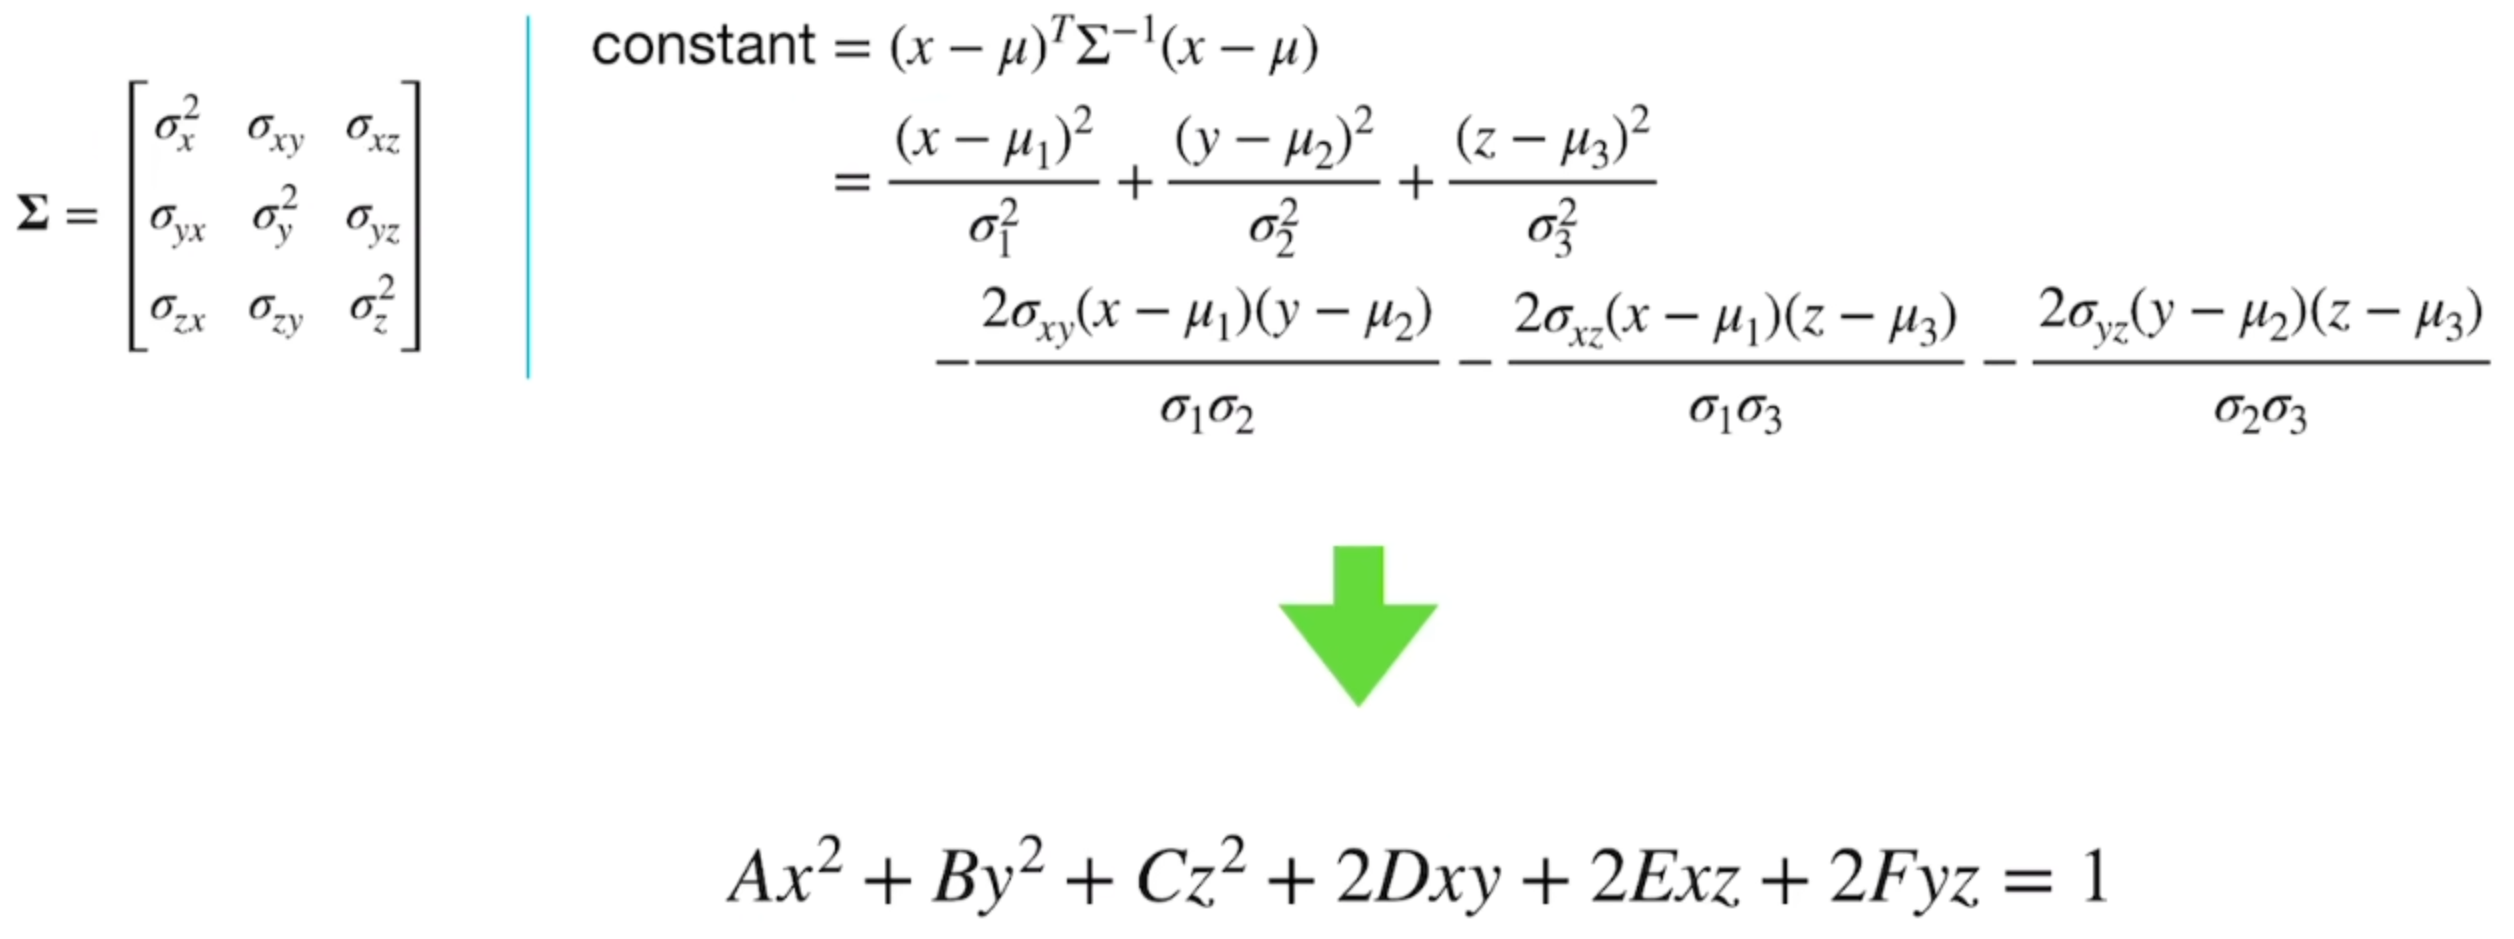 Σ = [ σ_x^2 σ_xy σ_xz
σ_yx σ_y^2 σ_yz
σ_zx σ_zy σ_z^2 ]
constant = (x − μ)^T Σ^−1 (x − μ)
= (x − μ_1)^2 / σ_1^2 + (y − μ_2)^2 / σ_2^2 + (z − μ_3)^2 / σ_3^2
− 2σ_xy(x − μ_1)(y − μ_2) / σ_1σ_2 − 2σ_xz(x − μ_1)(z − μ_3) / σ_1σ_3 − 2σ_yz(y − μ_2)(z − μ_3) / σ_2σ_3
Ax^2 + By^2 + Cz^2 + 2Dxy + 2Exz + 2Fyz = 1